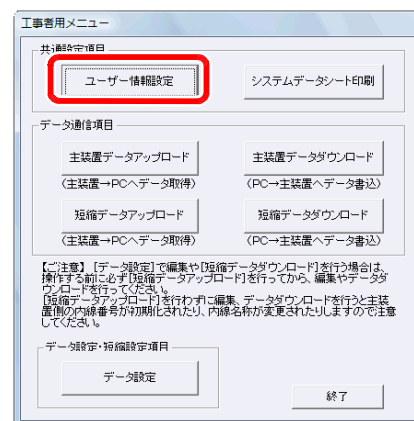 工事者用メニュー
共通設定項目
ユーザー情報設定
システムデータシート印刷
データ通信項目
主装置データアップロード
主装置データダウンロード
(主装置→PCへデータ取得)
(PC→主装置へデータ書込)
短縮データアップロード
短縮データダウンロード
(主装置→PCへデータ取得)
(PC→主装置へデータ書込)
【ご注意】[データ設定]で編集や[短縮データダウンロード]を行う場合は、
操作する前に必ず[短縮データアップロード]を行ってから、編集やデータダ
ウンロードを行ってください。
[短縮データアップロード]を行わずに編集、データダウンロードを行うと主装
置側の内線番号が初期化されたり、内線名称が変更されたりしますので注意
してください。
データ設定・短縮設定項目
データ設定
終了